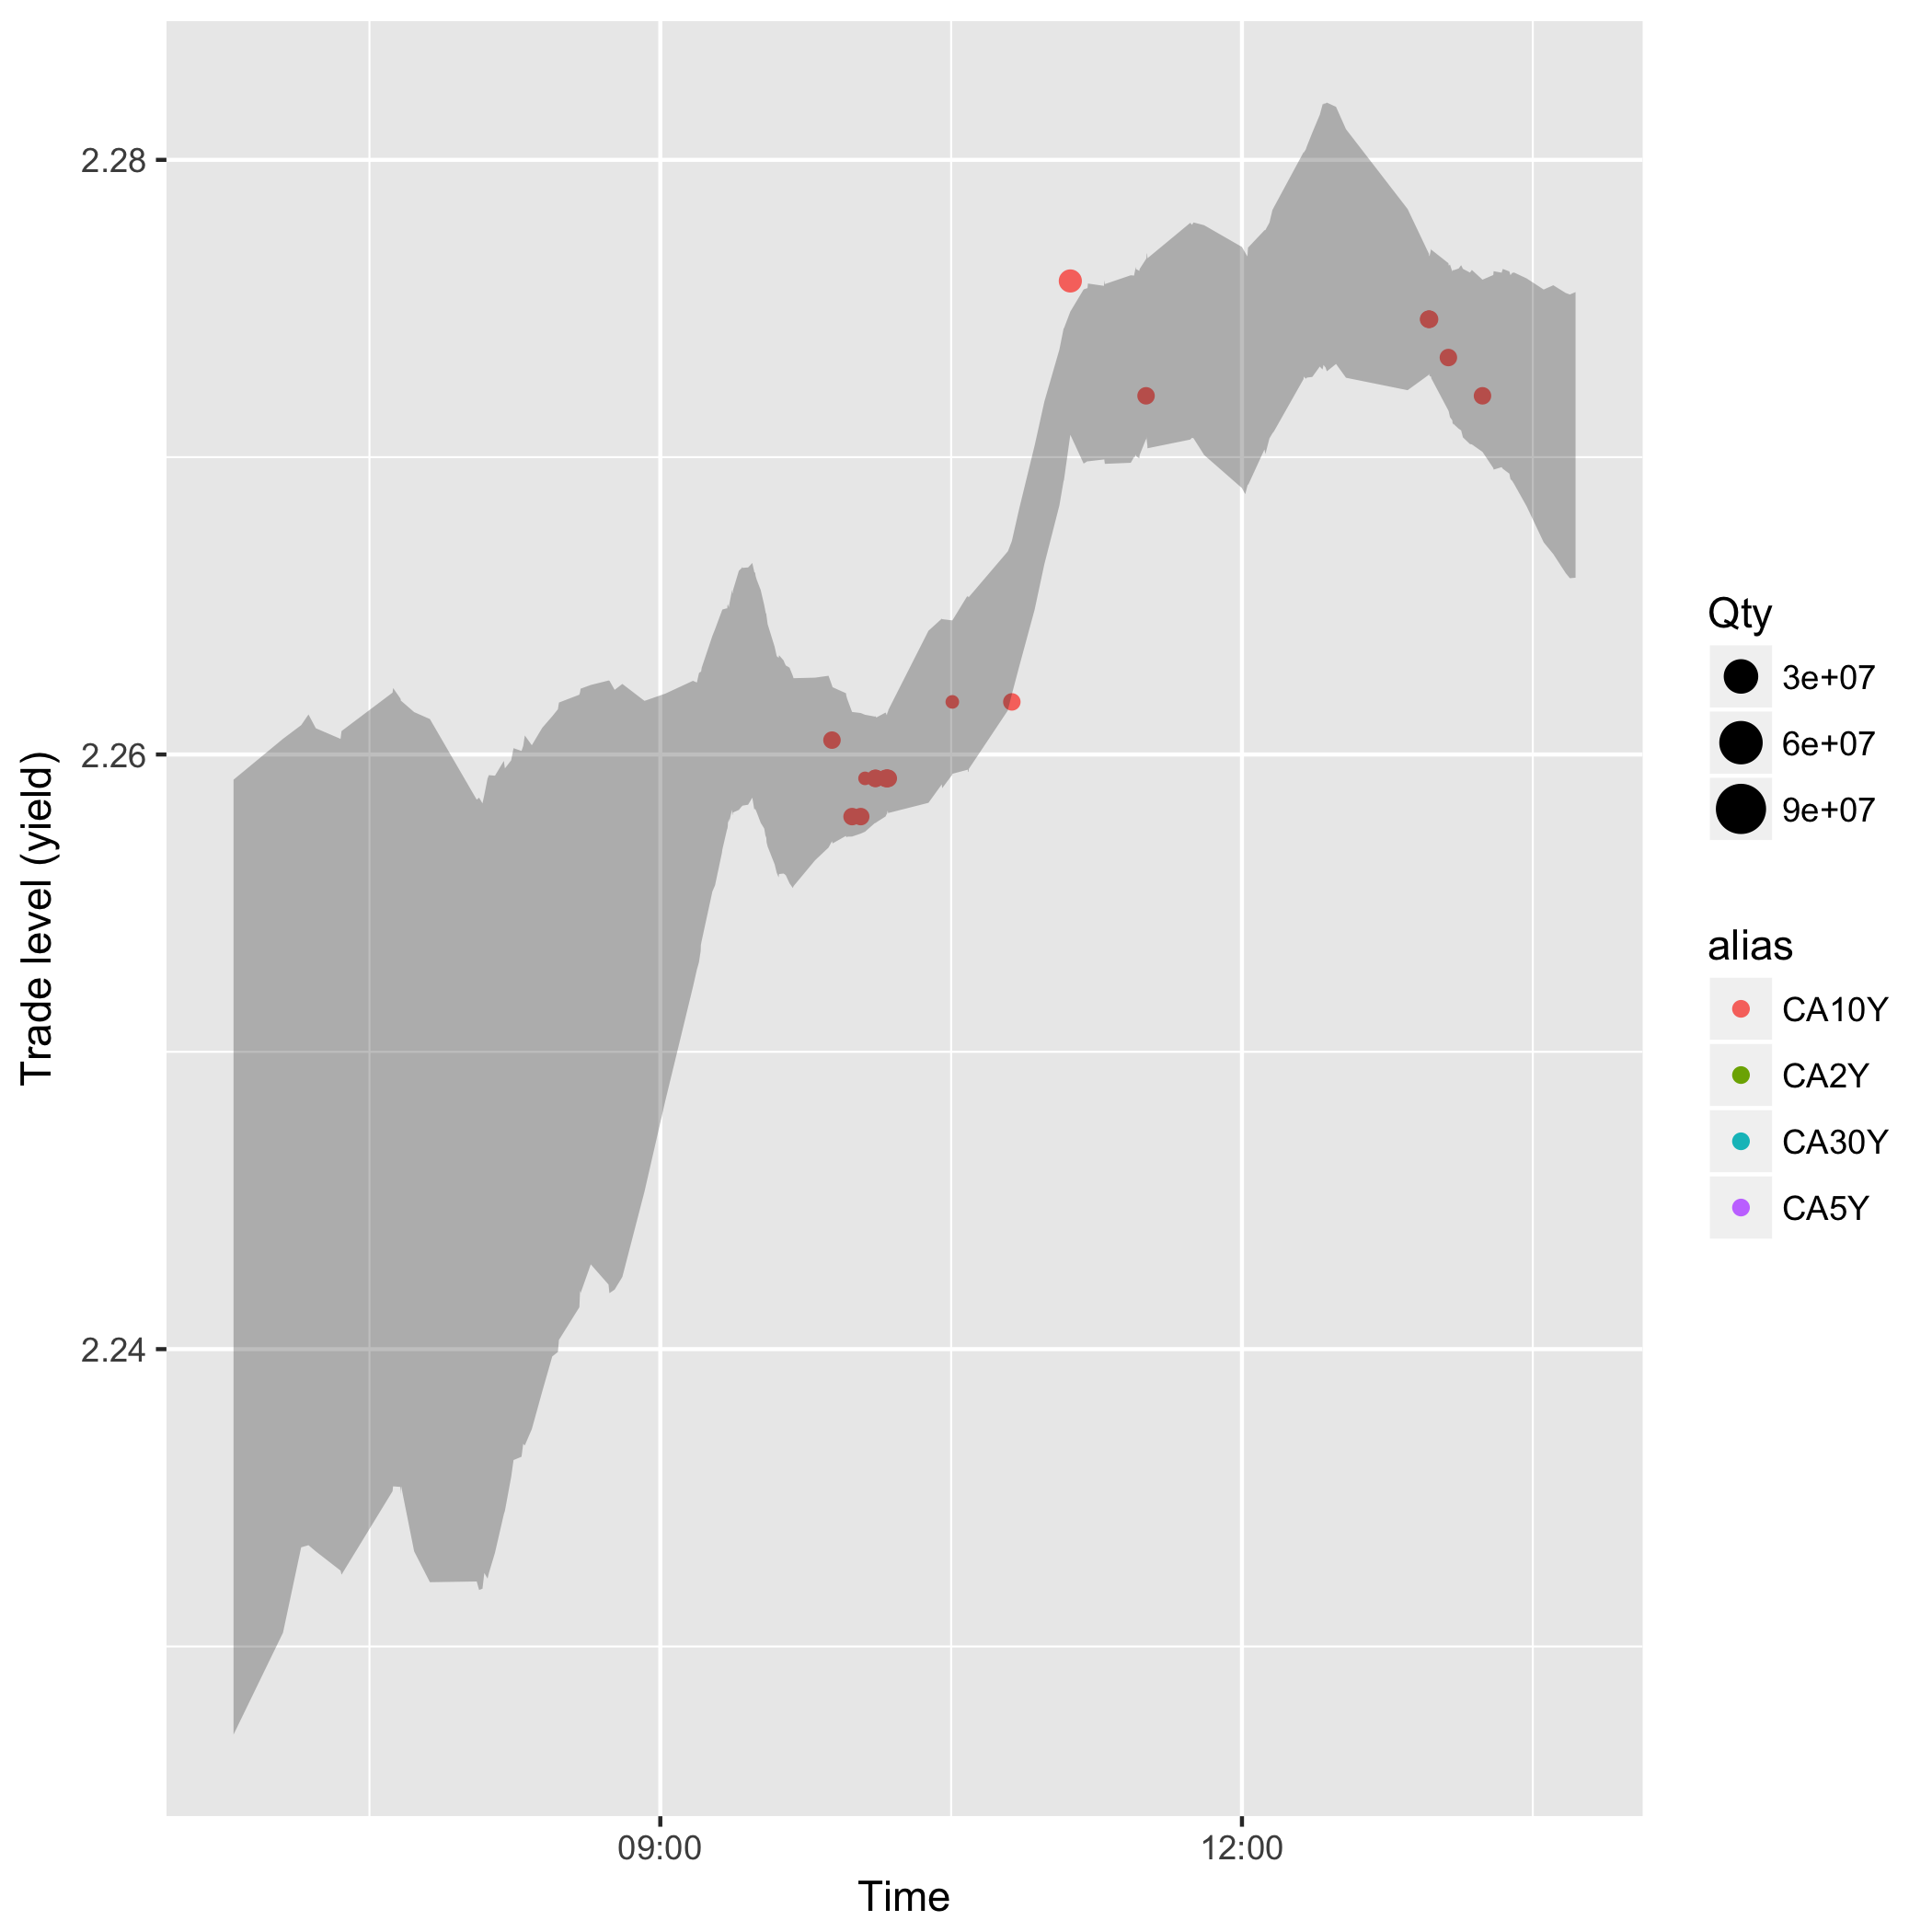 2.28
2.26
2.24
Trade level (yield)
09:00
12:00
Time
Qty
3e+07
6e+07
9e+07
alias
CA10Y
CA2Y
CA30Y
CA5Y